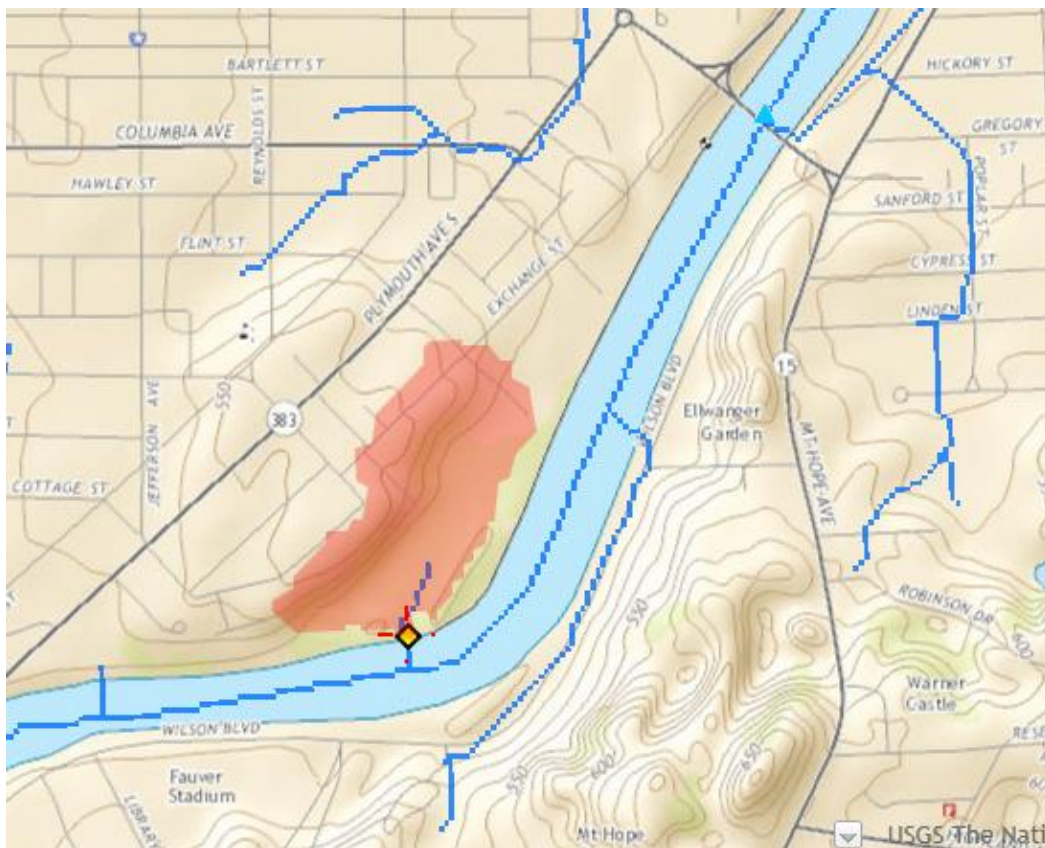 BARTLETT ST
HICKORY ST
COLUMBIA AVE
REYNOLDS ST
GREGORY ST
HAWLEY ST
POPLAR ST
SANFORD ST
FLINT ST
PLYMOUTH AVE S
EXCHANGE ST
CYPRESS ST
LINDEN ST
550
15
WILSON BLVD
383
JEFFERSON AVE
Ellwanger
Garden
MT HOPE AVE
COTTAGE ST
ROBINSON DR
550
600
Warner
Castle
WILSON BLVD
RESE
550
600
650
600
Fauver
Stadium
LIBRARY
Mt Hope
USGS The Nati